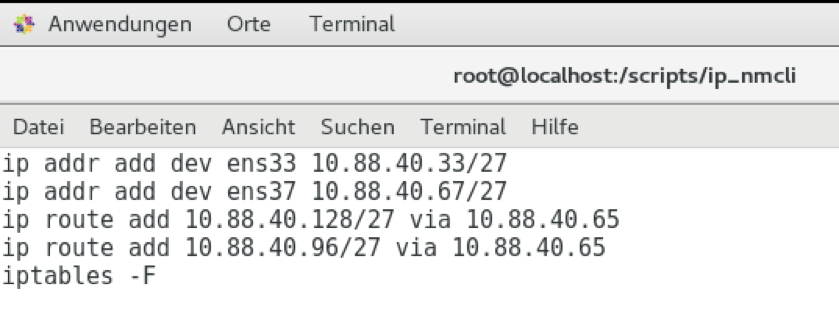 Anwendungen Orte Terminal
root@localhost:/scripts/ip_nmcli
Datei Bearbeiten Ansicht Suchen Terminal Hilfe
ip addr add dev ens33 10.88.40.33/27
ip addr add dev ens37 10.88.40.67/27
ip route add 10.88.40.128/27 via 10.88.40.65
ip route add 10.88.40.96/27 via 10.88.40.65
iptables -F